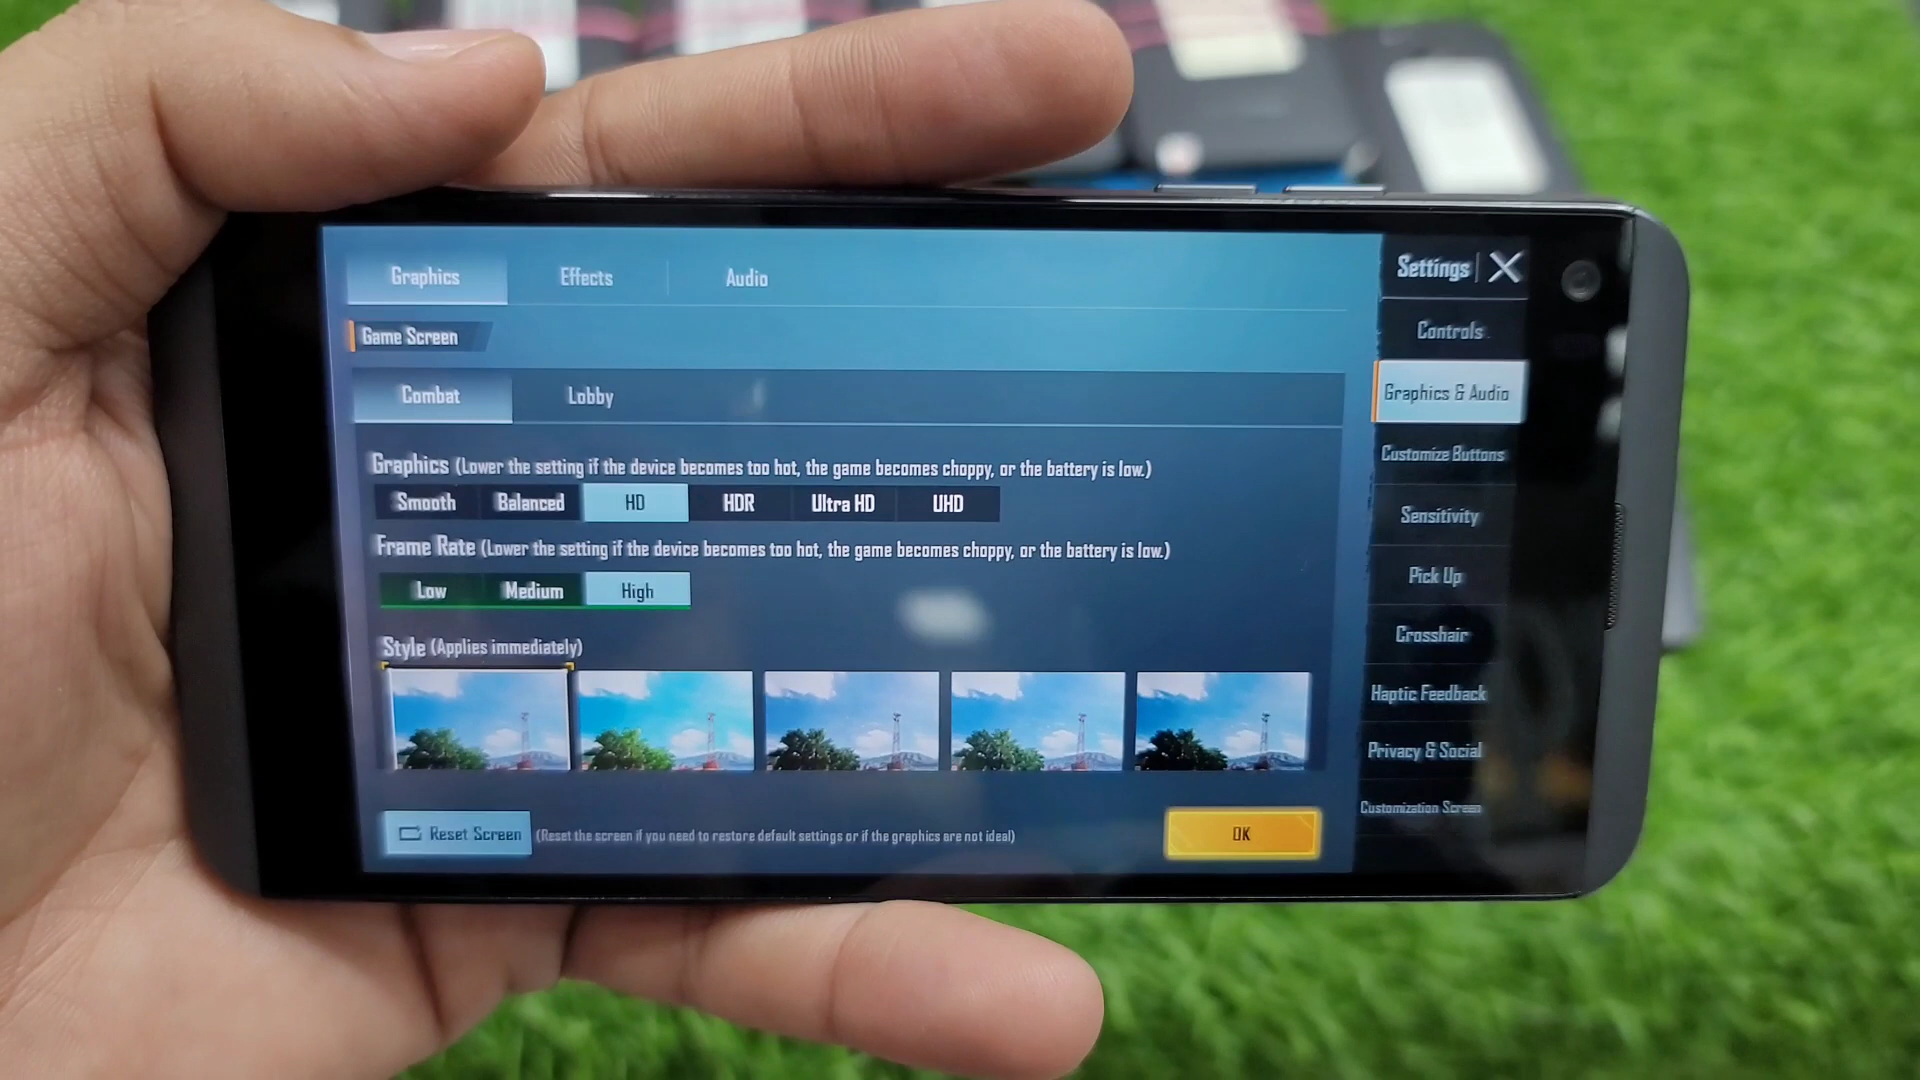 Graphics Effects Audio
Settings
Game Screen
Controls
Combat Lobby
Graphics & Audio
Graphics (Lower the setting if the device becomes too hot, the game becomes choppy, or the battery is low.)
Customize Buttons
Smooth Balanced HD HDR Ultra HD UHD
Sensitivity
Frame Rate (Lower the setting if the device becomes too hot, the game becomes choppy, or the battery is low.)
Pick Up
Low Medium High
Crosshair
Style (Applies immediately)
Haptic Feedback
Privacy & Social
Customization Screen
Reset Screen (Reset the screen if you need to restore default settings or if the graphics are not ideal)
OK